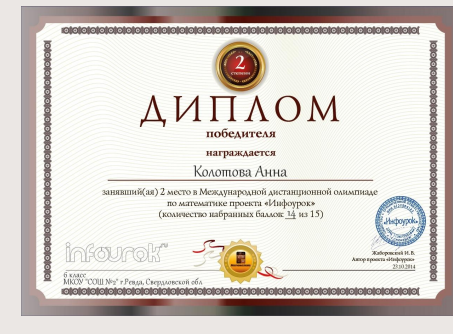 2
степени
ДИПЛОМ
победителя
награждается
Колотова Анна
занявший(ая) 2 место в Международной дистанционной олимпиаде
по математике проекта «Инфоурок»
(количество набранных баллов: 14 из 15)
«Инфоурок»
infourok
Жаборовский И. В.
Автор проекта «Инфоурок»
23.10.2014
6 класс
МКОУ "СОШ №2" г.Ревда, Свердловской обл